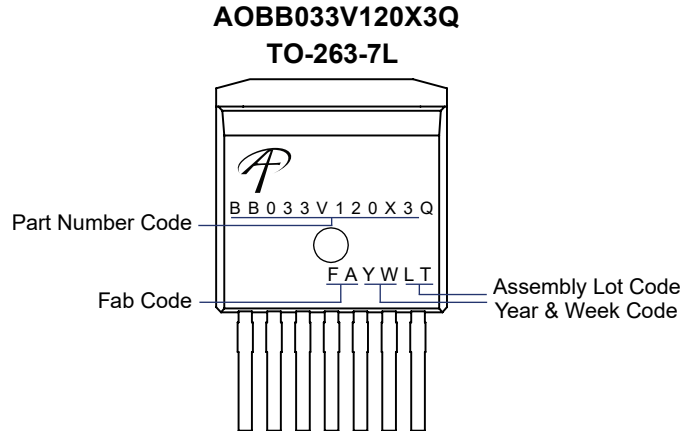 AOBB033V120X3Q
TO-263-7L
BB033V120X3Q
Part Number Code
FAYWLT
Fab Code
Assembly Lot Code
Year & Week Code